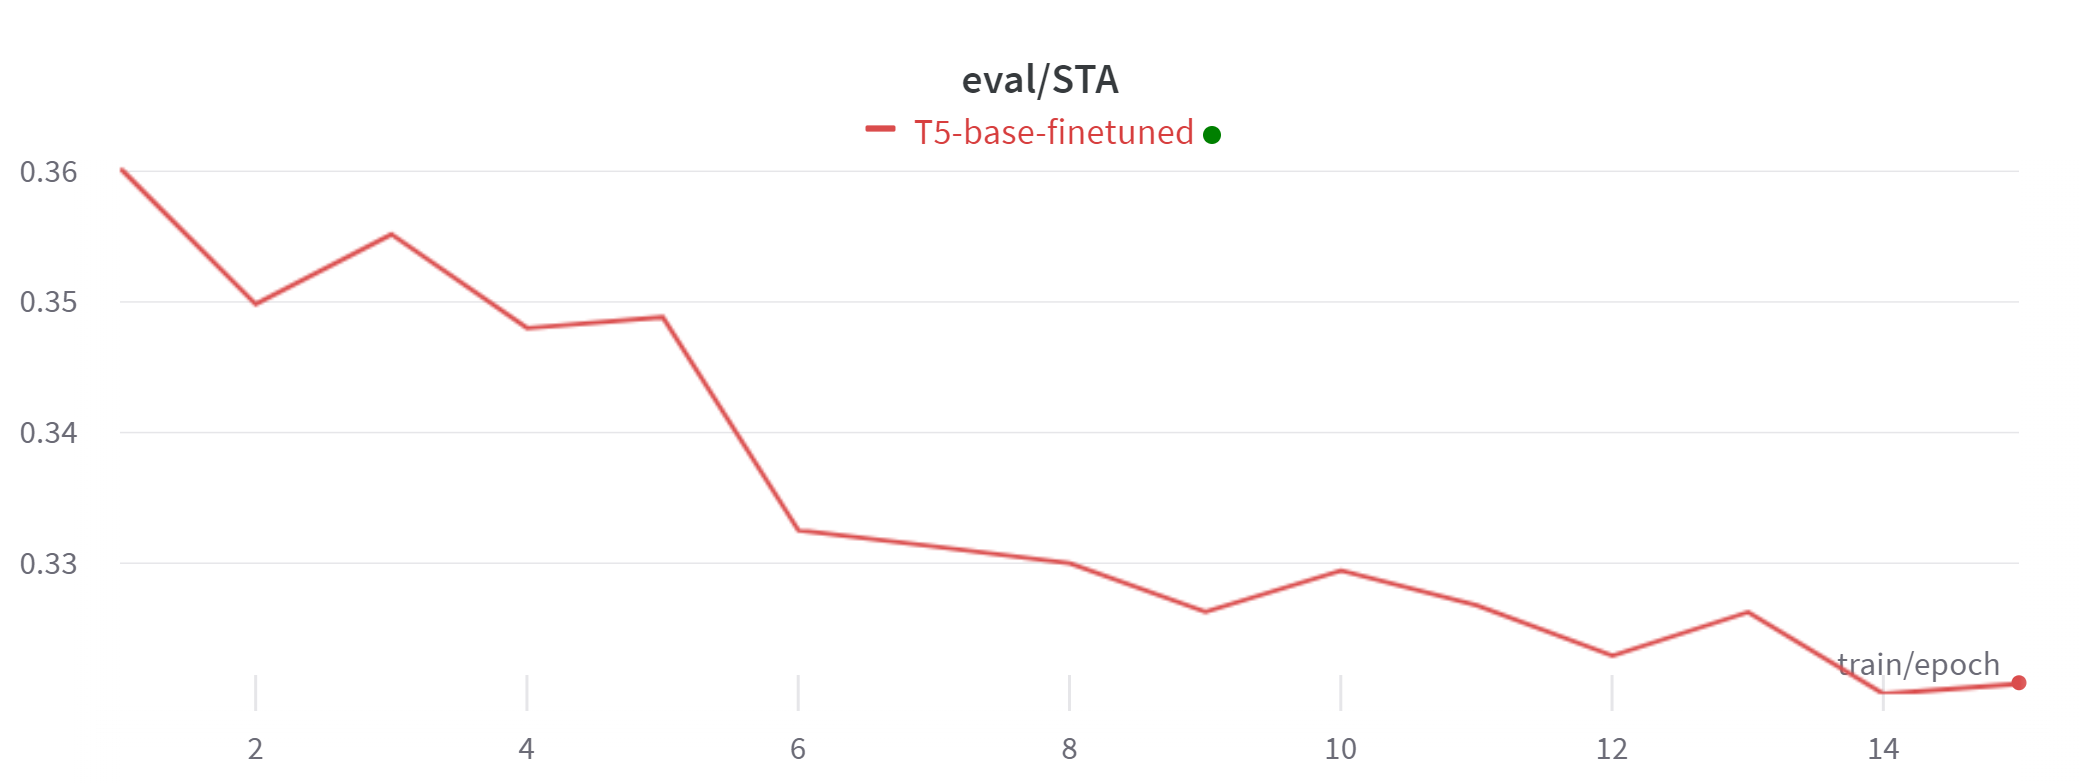 eval/STA
T5-base-finetuned
0.36
0.35
0.34
0.33
train/epoch
2 4 6 8 10 12 14